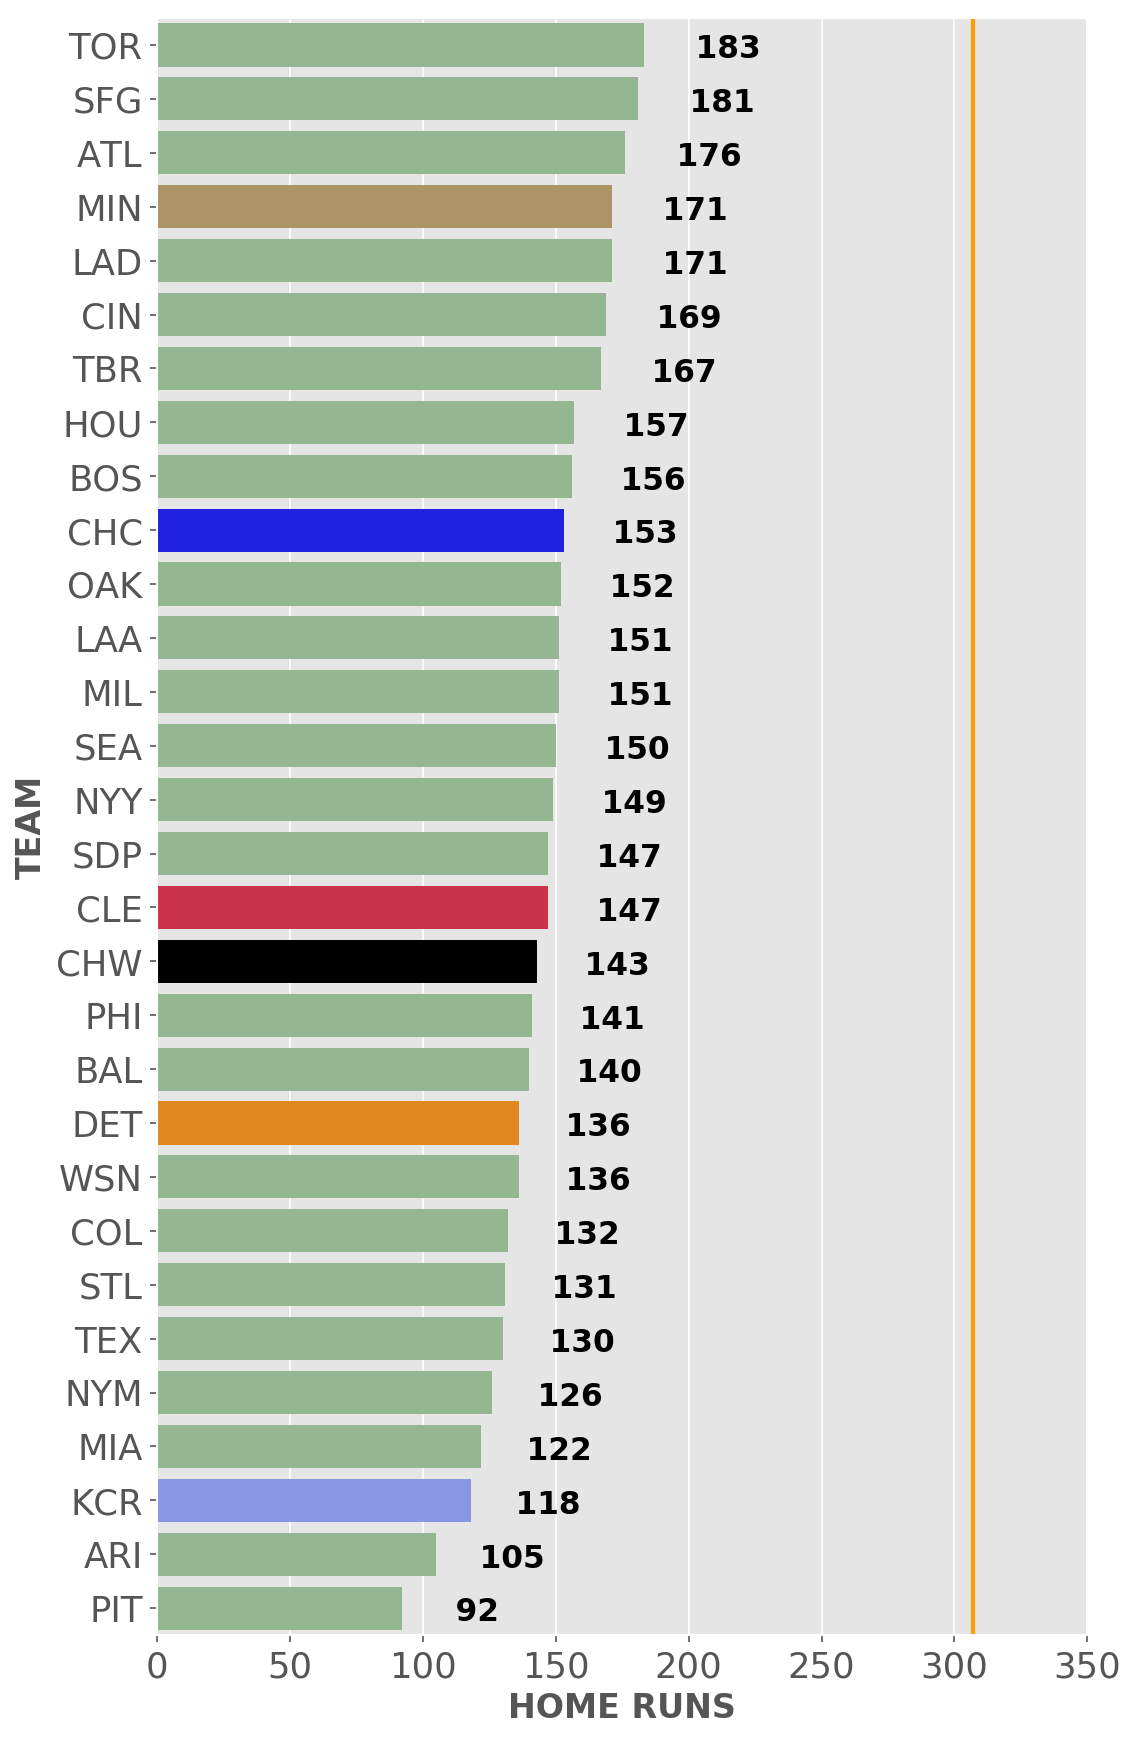 TOR 183
SFG 181
ATL 176
MIN 171
LAD 171
CIN 169
TBR 167
HOU 157
BOS 156
CHC 153
OAK 152
LAA 151
MIL 151
SEA 150
NYY 149
SDP 147
CLE 147
CHW 143
PHI 141
BAL 140
DET 136
WSN 136
COL 132
STL 131
TEX 130
NYM 126
MIA 122
KCR 118
ARI 105
PIT 92
TEAM
0 50 100 150 200 250 300 350
HOME RUNS